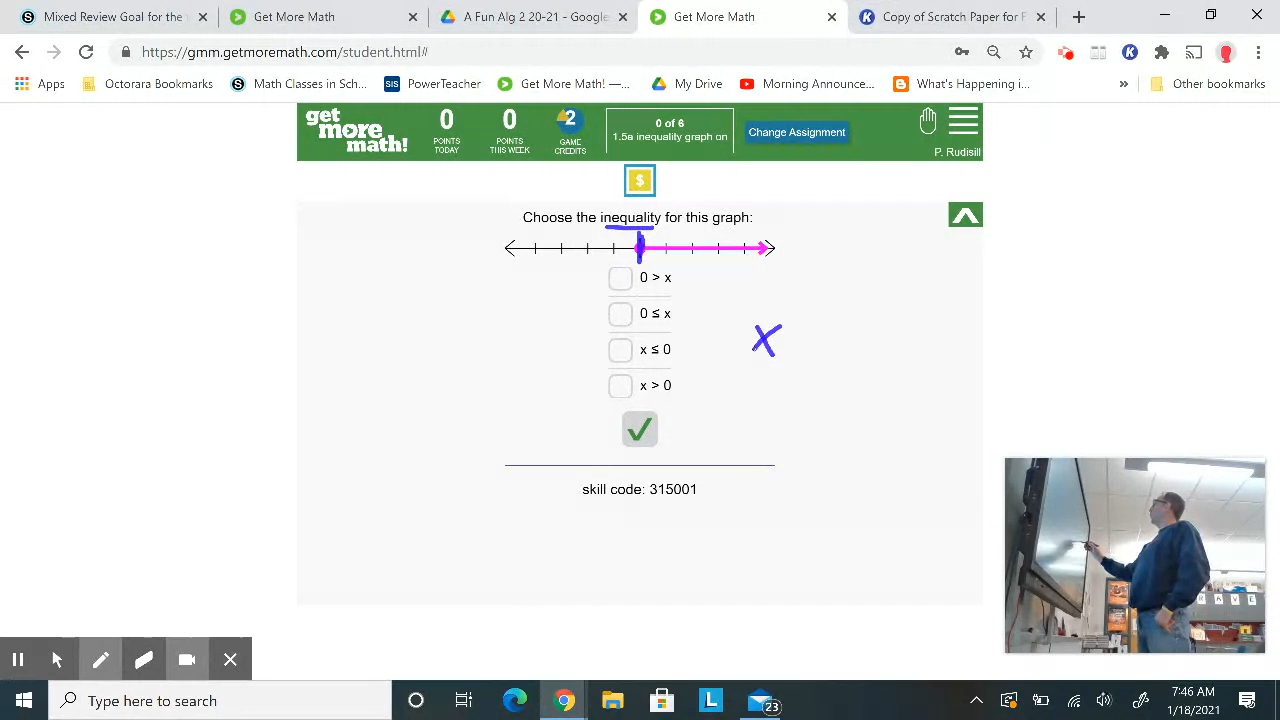 Mixed Review Goal for the
Get More Math
A Fun Alg 2 20-21 - Google
Get More Math
Copy of Scratch Paper for F
https://gmm.getmoremath.com/student.html#
Apps
Octorara Bookmark
Math Classes in Sch...
SIS PowerTeacher
Get More Math! —...
My Drive
Morning Announce...
What's Happening i...
»
Other bookmarks
get more math!
0 POINTS TODAY
0 POINTS THIS WEEK
2 GAME CREDITS
0 of 6
1.5a inequality graph on
Change Assignment
P. Rudisill
$
Choose the inequality for this graph:
0 > x
0 ≤ x
x ≤ 0
x > 0
X
skill code: 315001
R A V E
Type here to search
L
23
7:46 AM
1/18/2021